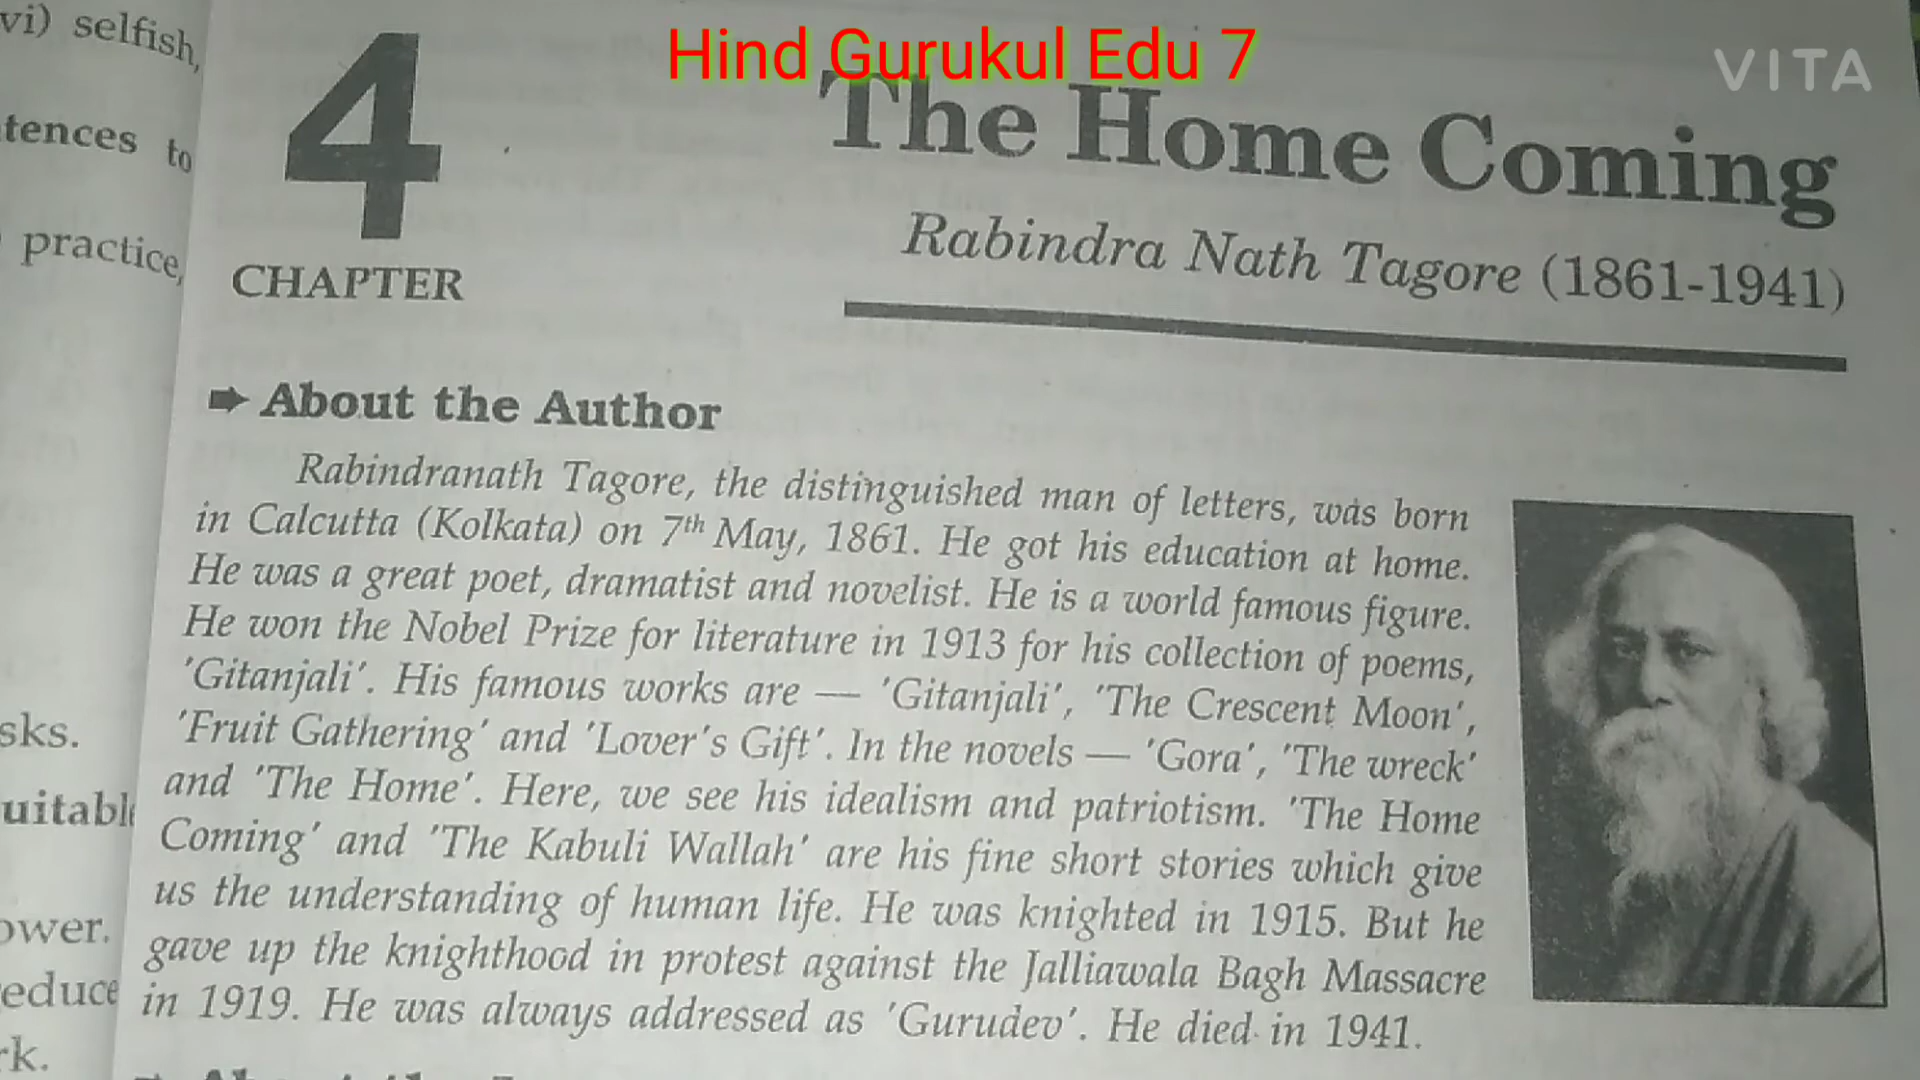 Hind Gurukul Edu 7
VITA
vi) selfish,
tences to
practice,
sks.
ower.
rk.
4
CHAPTER
The Home Coming
Rabindra Nath Tagore (1861-1941)
➡ About the Author
Rabindranath Tagore, the distinguished man of letters, was born
in Calcutta (Kolkata) on 7th May, 1861. He got his education at home.
He was a great poet, dramatist and novelist. He is a world famous figure.
He won the Nobel Prize for literature in 1913 for his collection of poems,
'Gitanjali'. His famous works are — 'Gitanjali', 'The Crescent Moon',
'Fruit Gathering' and 'Lover's Gift'. In the novels — 'Gora', 'The wreck'
and 'The Home'. Here, we see his idealism and patriotism. 'The Home
Coming' and 'The Kabuli Wallah' are his fine short stories which give
us the understanding of human life. He was knighted in 1915. But he
gave up the knighthood in protest against the Jalliawala Bagh Massacre
in 1919. He was always addressed as 'Gurudev'. He died in 1941.